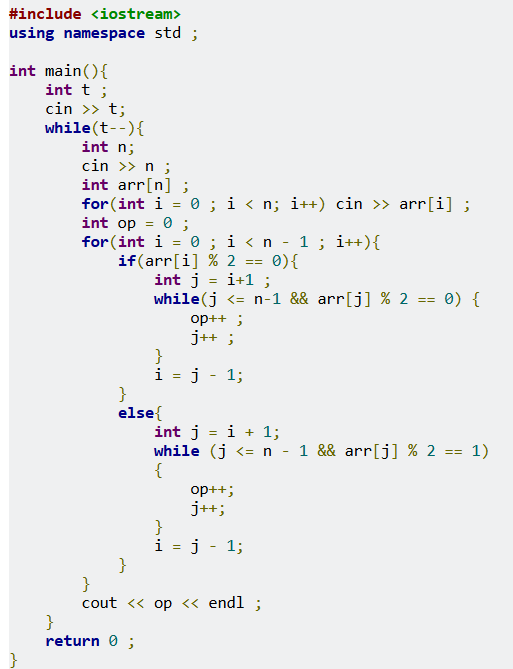 #include <iostream>
using namespace std ;

int main(){
    int t ;
    cin >> t;
    while(t--){
        int n;
        cin >> n ;
        int arr[n] ;
        for(int i = 0 ; i < n; i++) cin >> arr[i] ;
        int op = 0 ;
        for(int i = 0 ; i < n - 1 ; i++){
            if(arr[i] % 2 == 0){
                int j = i+1 ;
                while(j <= n-1 && arr[j] % 2 == 0) {
                    op++ ;
                    j++ ;
                }
                i = j - 1;
            }
            else{
                int j = i + 1;
                while (j <= n - 1 && arr[j] % 2 == 1)
                {
                    op++;
                    j++;
                }
                i = j - 1;
            }
        }
        cout << op << endl ;
    }
    return 0 ;
}